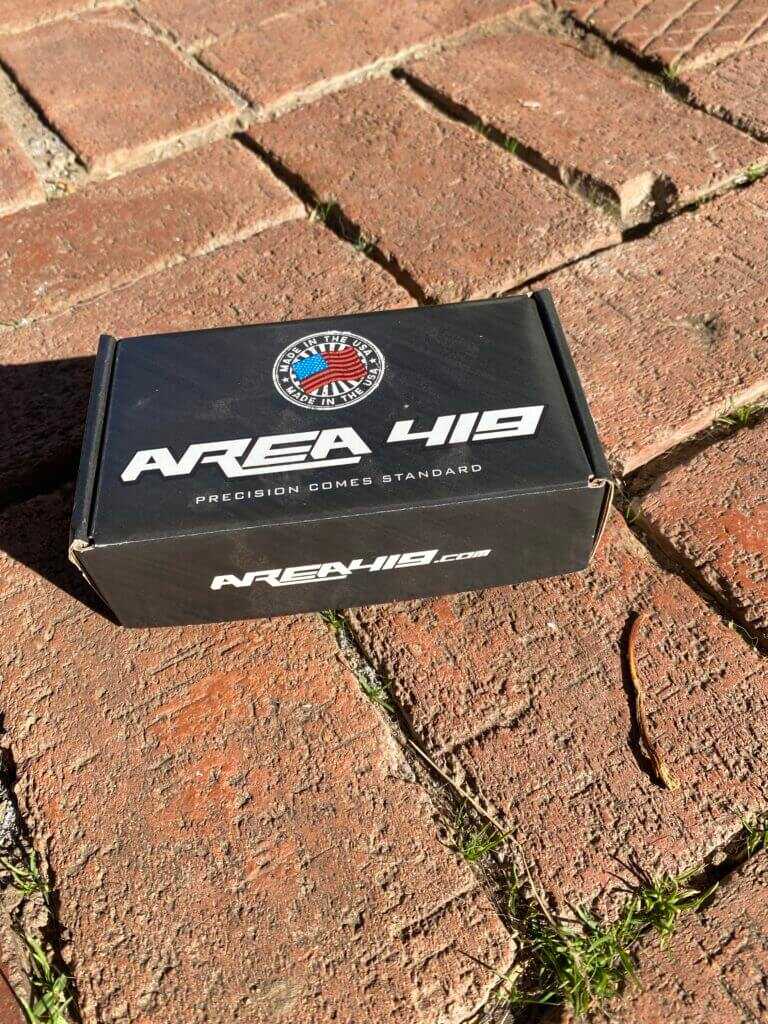 MADE IN THE USA
MADE IN THE USA
AREA 419
PRECISION COMES STANDARD
AREA419.com